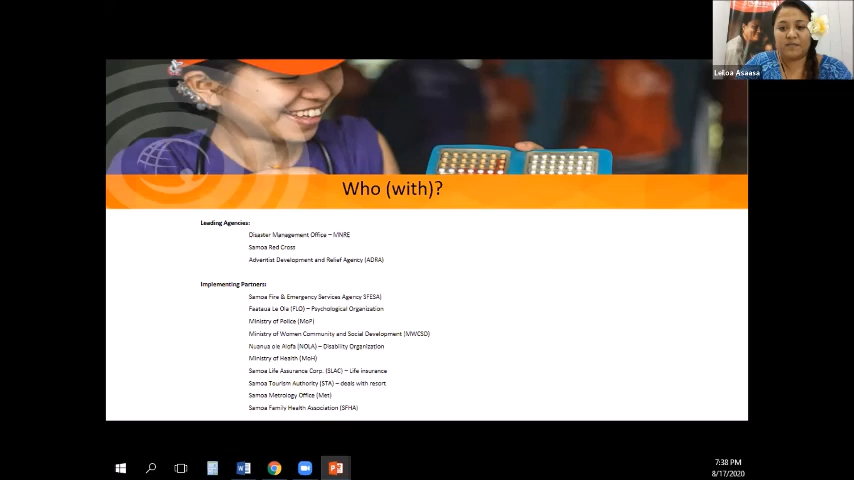 Leiloa Asaasa
Who (with)?
Leading Agencies:
Disaster Management Office – MNRE
Samoa Red Cross
Adventist Development and Relief Agency (ADRA)
Implementing Partners:
Samoa Fire & Emergency Services Agency SFESA)
Faataua Le Ola (FLO) – Psychological Organization
Ministry of Police (MoP)
Ministry of Women Community and Social Development (MWCSD)
Nuanua ole Alofa (NOLA) – Disability Organization
Ministry of Health (MoH)
Samoa Life Assurance Corp. (SLAC) – Life insurance
Samoa Tourism Authority (STA) – deals with resort
Samoa Metrology Office (Met)
Samoa Family Health Association (SFHA)
7:38 PM
8/17/2020